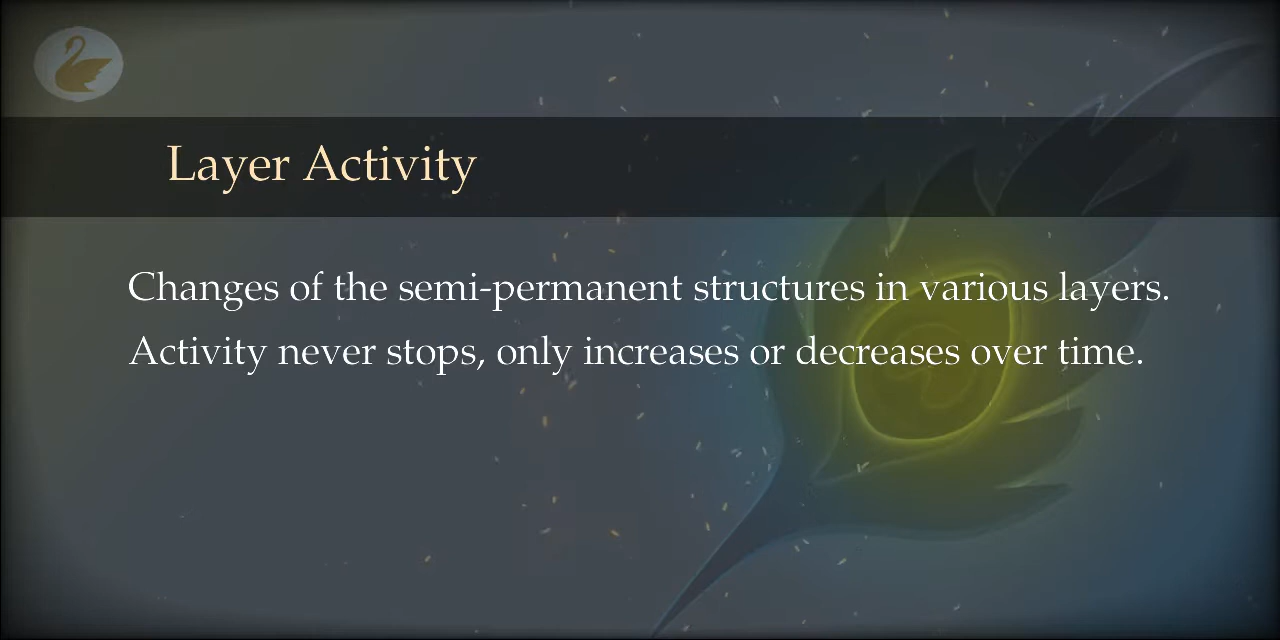 Layer Activity
Changes of the semi-permanent structures in various layers.
Activity never stops, only increases or decreases over time.